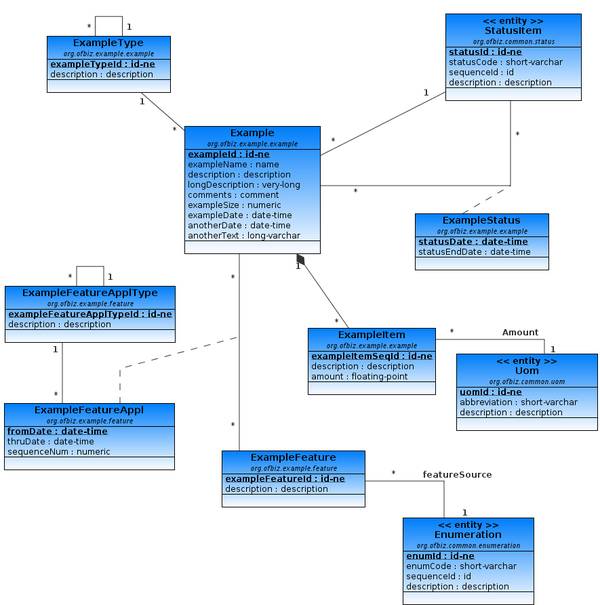 *
1
ExampleType
org.ofbiz.example.example
exampleTypeId : id-ne
description : description
1
*
<< entity >>
StatusItem
org.ofbiz.common.status
statusId : id-ne
statusCode : short-varchar
sequenceId : id
description : description
1
*
*
*
Example
org.ofbiz.example.example
exampleId : id-ne
exampleName : name
description : description
longDescription : very-long
comments : comment
exampleSize : numeric
exampleDate : date-time
anotherDate : date-time
anotherText : long-varchar
ExampleStatus
org.ofbiz.example.example
statusDate : date-time
statusEndDate : date-time
*
1
*
1
ExampleFeatureApplType
org.ofbiz.example.feature
exampleFeatureApplTypeId : id-ne
description : description
1
*
*
ExampleItem
org.ofbiz.example.example
exampleItemSeqId : id-ne
description : description
amount : floating-point
*
Amount
1
<< entity >>
Uom
org.ofbiz.common.uom
uomId : id-ne
abbreviation : short-varchar
description : description
ExampleFeatureAppl
org.ofbiz.example.feature
fromDate : date-time
thruDate : date-time
sequenceNum : numeric
*
ExampleFeature
org.ofbiz.example.feature
exampleFeatureId : id-ne
description : description
*
featureSource
1
<< entity >>
Enumeration
org.ofbiz.common.enumeration
enumId : id-ne
enumCode : short-varchar
sequenceId : id
description : description